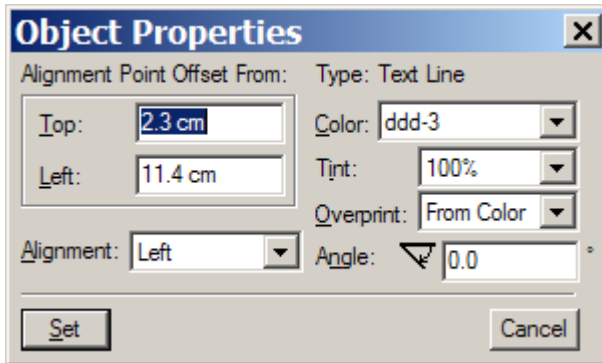 Object Properties
Alignment Point Offset From:
Top: 2.3 cm
Left: 11.4 cm
Alignment: Left
Type: Text Line
Color: ddd-3
Tint: 100%
Overprint: From Color
Angle: 0.0 °
Set
Cancel